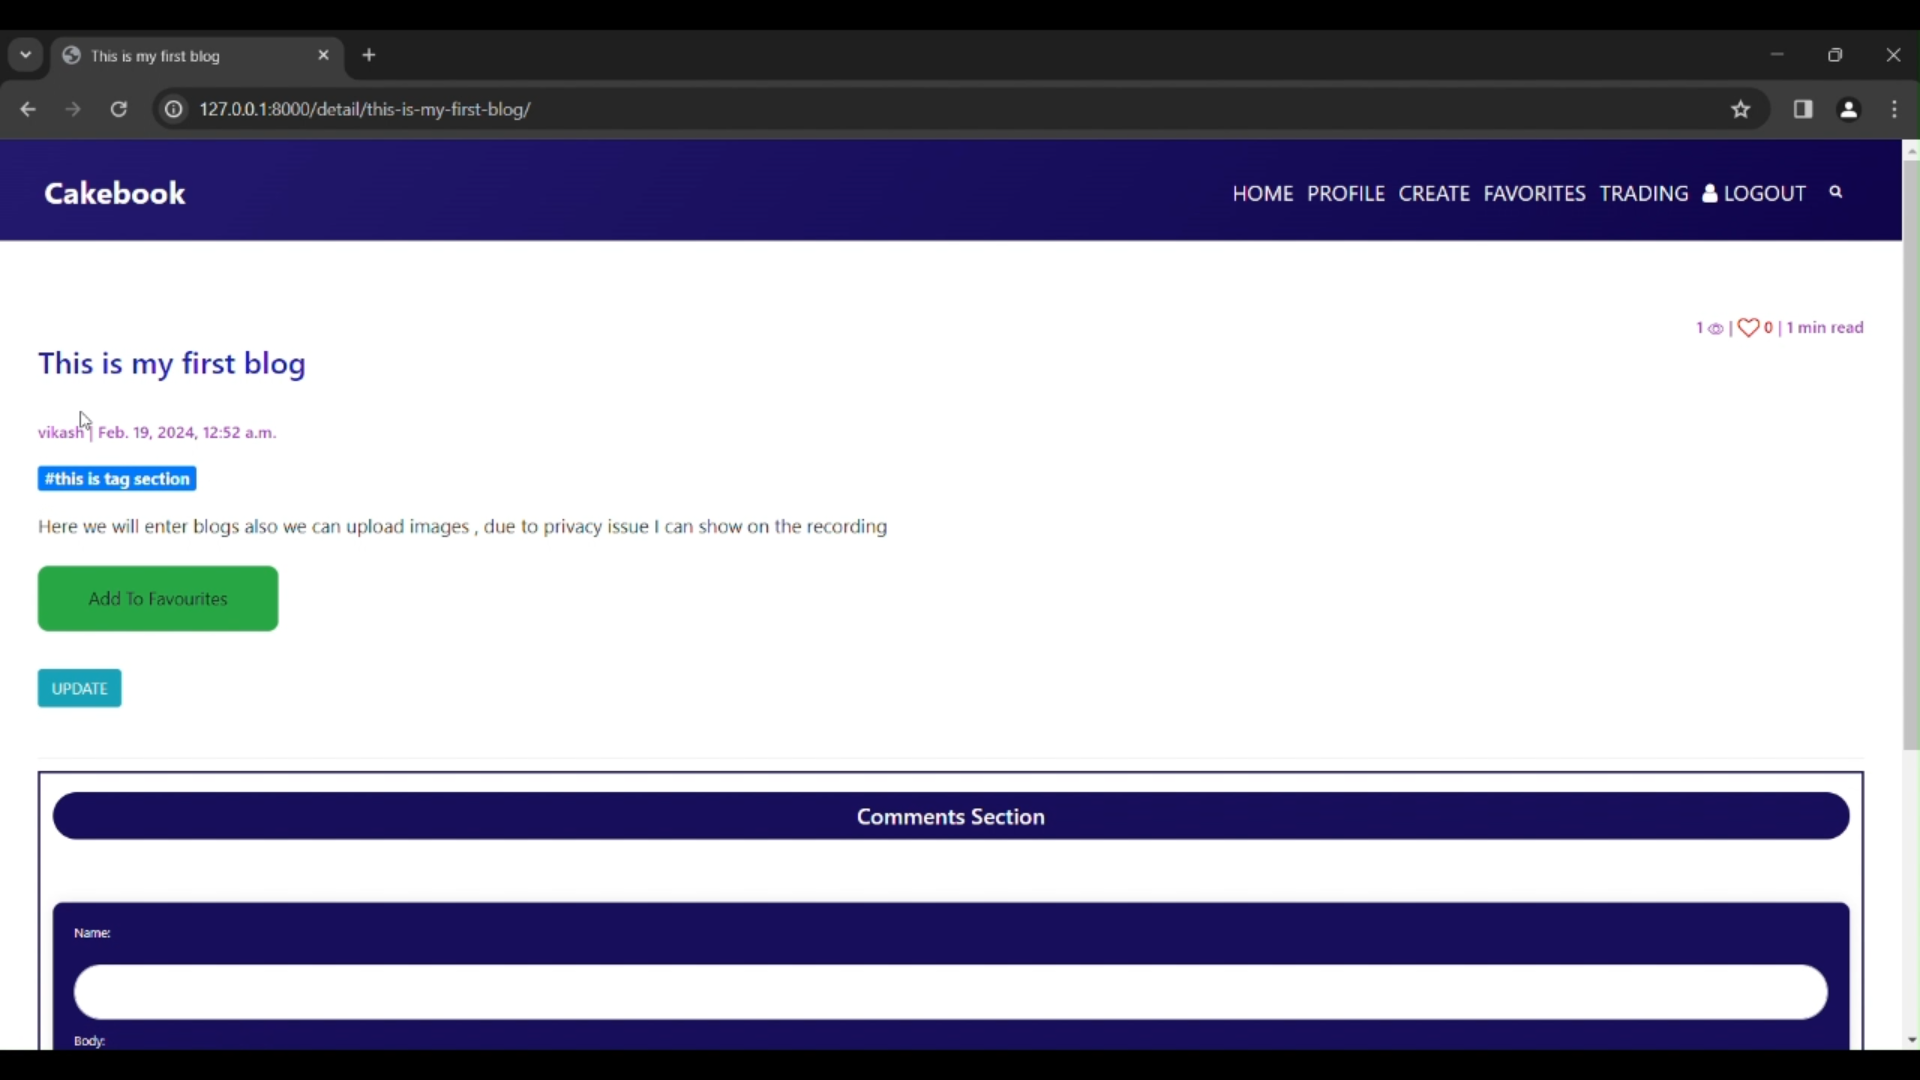 This is my first blog
127.0.0.1:8000/detail/this-is-my-first-blog/
Cakebook
HOME PROFILE CREATE FAVORITES TRADING LOGOUT
1 | 0 | 1 min read
This is my first blog
vikash | Feb. 19, 2024, 12:52 a.m.
#this is tag section
Here we will enter blogs also we can upload images , due to privacy issue I can show on the recording
Add To Favourites
UPDATE
Comments Section
Name:
Body: